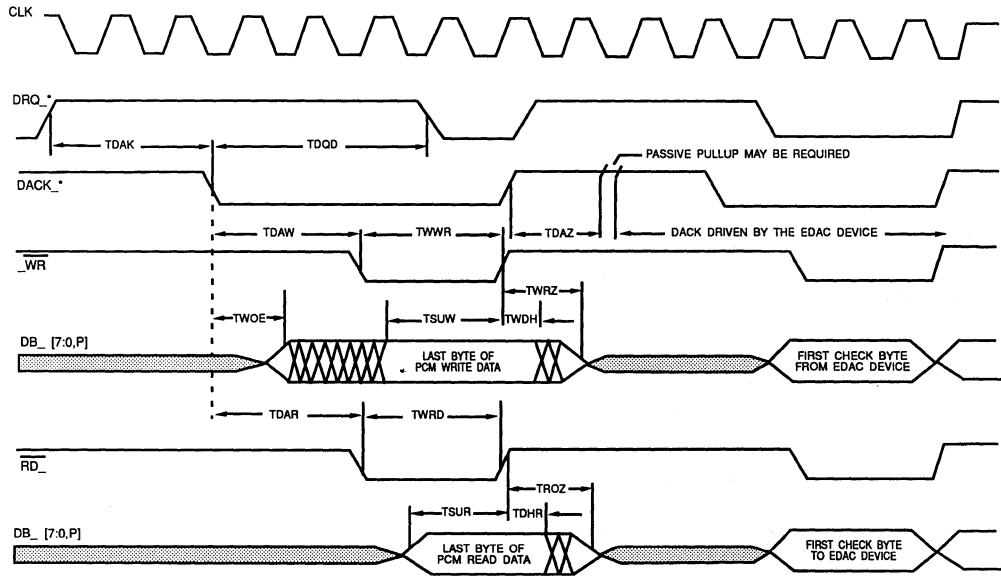 CLK
DRQ_*
TDAK
TDQD
PASSIVE PULLUP MAY BE REQUIRED
DACK_*
TDAW
TWWR
TDAZ
DACK DRIVEN BY THE EDAC DEVICE
_WR
TWRZ
TWOE
TSUW
TWDH
DB_ [7:0,P]
LAST BYTE OF
PCM WRITE DATA
FIRST CHECK BYTE
FROM EDAC DEVICE
TDAR
TWRD
RD_
TROZ
TSUR
TDHR
DB_ [7:0,P]
LAST BYTE OF
PCM READ DATA
FIRST CHECK BYTE
TO EDAC DEVICE